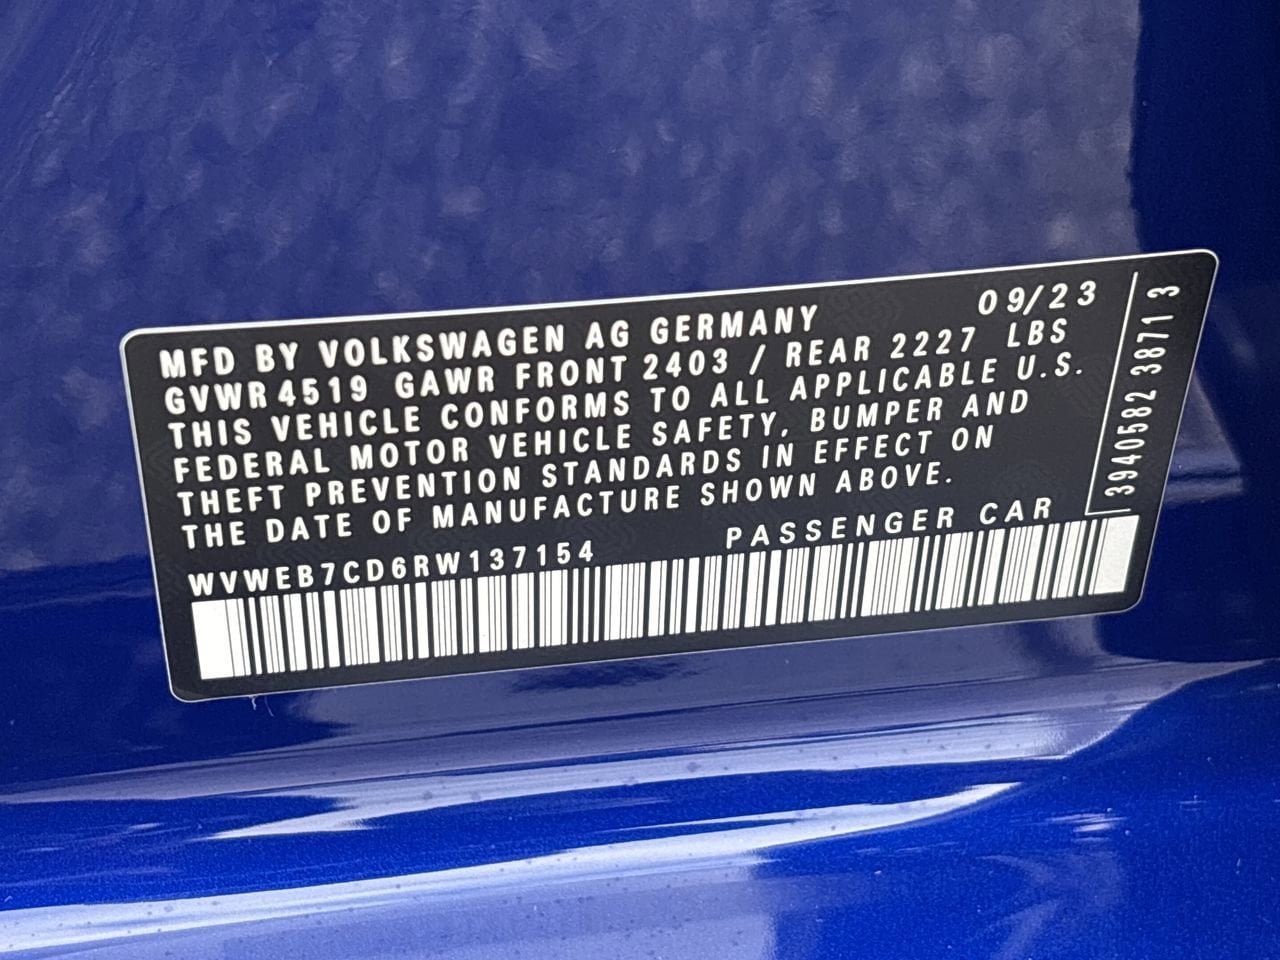 09/23
MFD BY VOLKSWAGEN AG GERMANY
GVWR 4519 GAWR FRONT 2403 / REAR 2227 LBS
THIS VEHICLE CONFORMS TO ALL APPLICABLE U.S.
FEDERAL MOTOR VEHICLE SAFETY, BUMPER AND
THEFT PREVENTION STANDARDS IN EFFECT ON
THE DATE OF MANUFACTURE SHOWN ABOVE.
WVWEB7CD6RW137154 PASSENGER CAR
3940582 3871 3